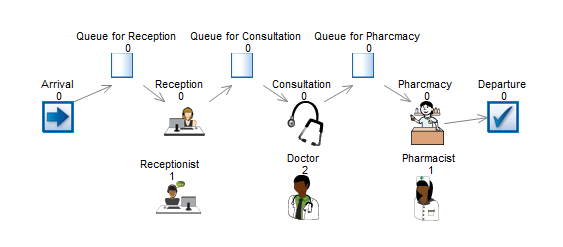 Queue for Reception
0
Queue for Consultation
0
Queue for Pharcmacy
0
Arrival
0
Reception
0
Consultation
0
Pharcmacy
0
Departure
0
Receptionist
1
Doctor
2
Pharmacist
1